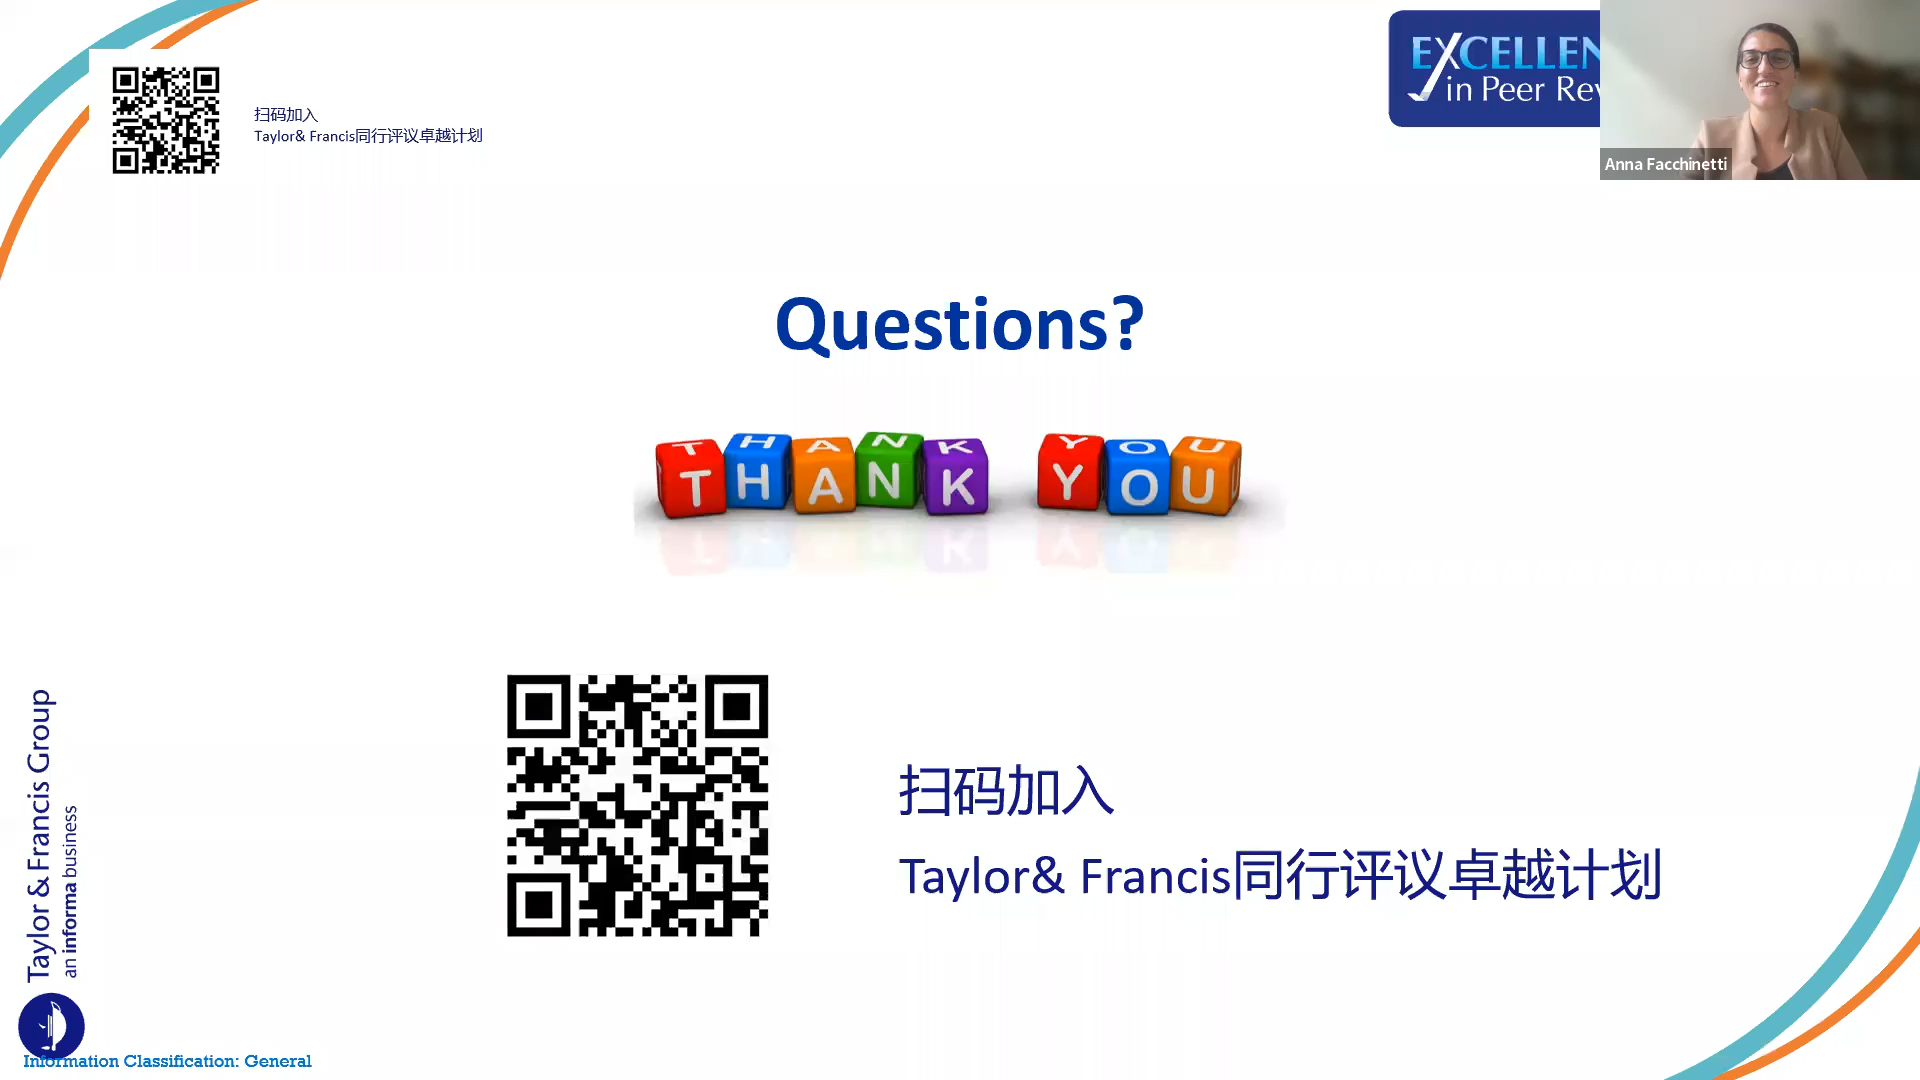 扫码加入
Taylor& Francis同行评议卓越计划
EXCELLEN
in Peer Rev
Anna Facchinetti
Questions?
THANK YOU
扫码加入
Taylor& Francis同行评议卓越计划
Taylor & Francis Group
an informa business
Information Classification: General